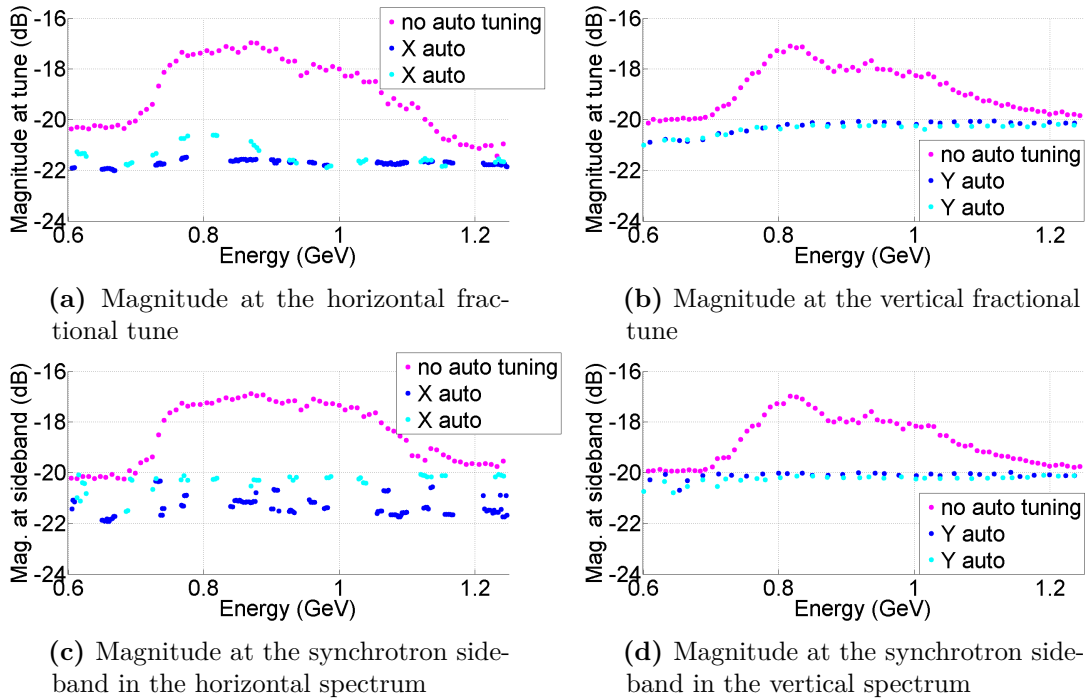 Magnitude at tune (dB)
-16
-18
-20
-22
-24
no auto tuning
X auto
X auto
0.6
0.8
1
1.2
Energy (GeV)
(a) Magnitude at the horizontal frac-
tional tune
Magnitude at tune (dB)
-16
-18
-20
-22
-24
no auto tuning
Y auto
Y auto
0.6
0.8
1
1.2
Energy (GeV)
(b) Magnitude at the vertical fractional
tune
Mag. at sideband (dB)
-16
-18
-20
-22
-24
no auto tuning
X auto
X auto
0.6
0.8
1
1.2
Energy (GeV)
(c) Magnitude at the synchrotron side-
band in the horizontal spectrum
Mag. at sideband (dB)
-16
-18
-20
-22
-24
no auto tuning
Y auto
Y auto
0.6
0.8
1
1.2
Energy (GeV)
(d) Magnitude at the synchrotron side-
band in the vertical spectrum